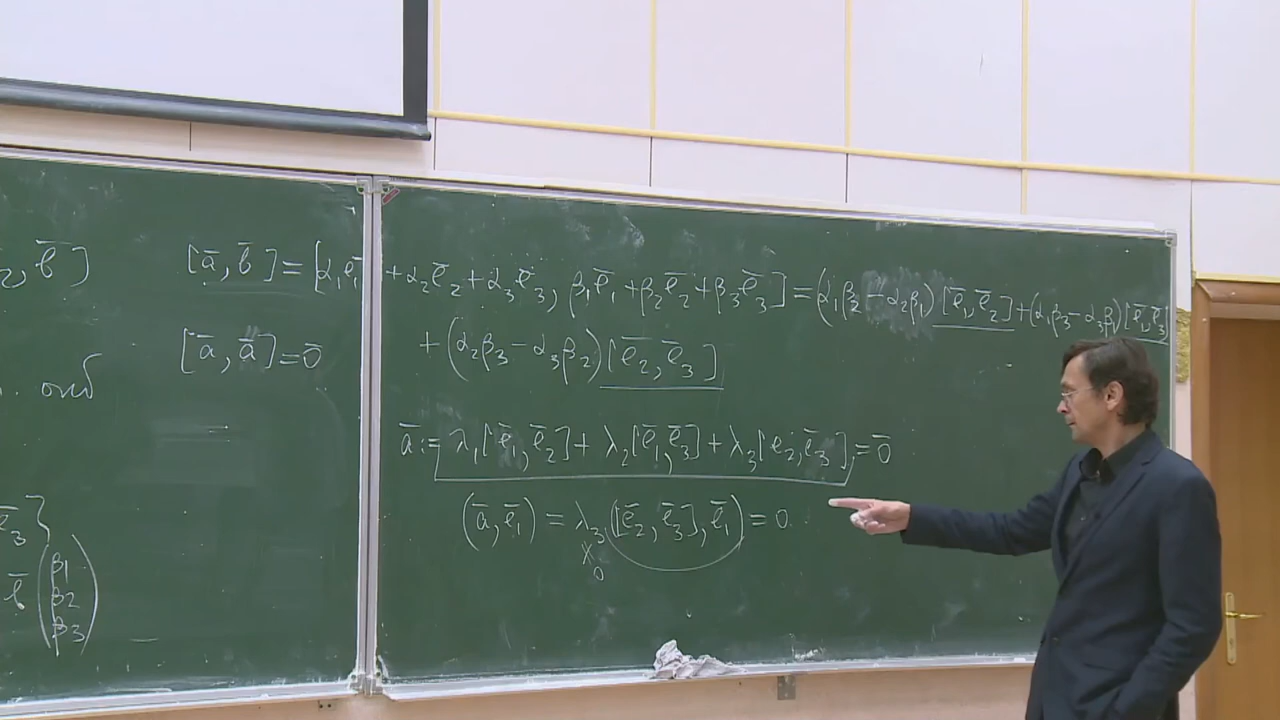 ₂, b̄ ]
[ā, b̄ ] = [α₁ē₁ + α₂ē₂ + α₃ē₃, β₁ē₁ + β₂ē₂ + β₃ē₃] = (α₁β₂ − α₂β₁)[ē₁, ē₂] + (α₁β₃ − α₃β₁)[ē₁, ē₃]
+ (α₂β₃ − α₃β₂)[ē₂, ē₃]
[ā, ā] = 0̄
ā := λ₁[ē₁, ē₂] + λ₂[ē₁, ē₃] + λ₃[e₂, ē₃] = 0̄
(ā, ē₁) = λ₃([ē₂, ē₃], ē₁) = 0
0
ē₃}
b̄ (β₁
β₂
β₃)